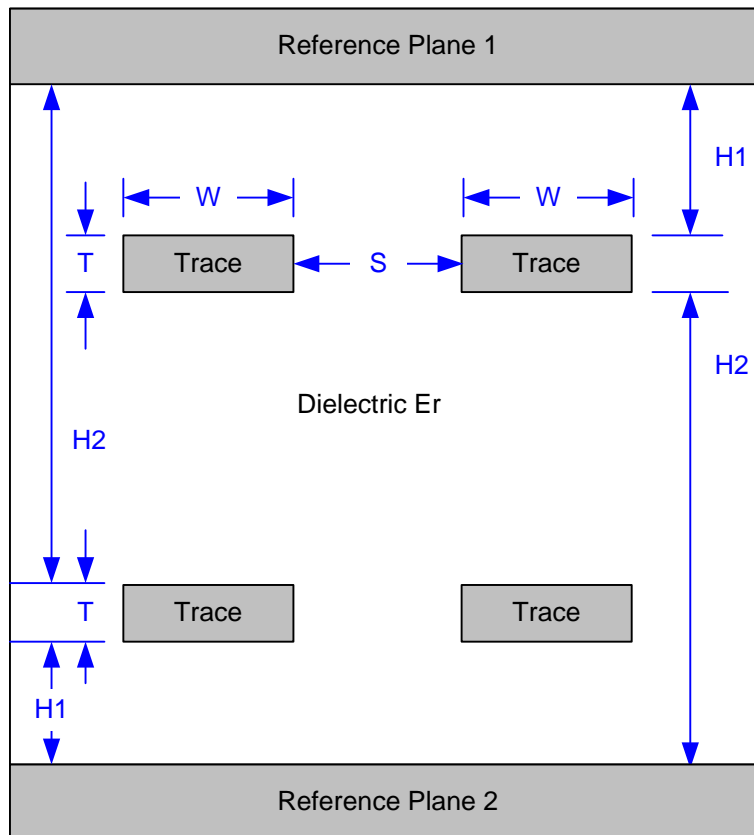 Reference Plane 1
H1
W
W
T
Trace
S
Trace
H2
Dielectric Er
H2
T
Trace
Trace
H1
Reference Plane 2